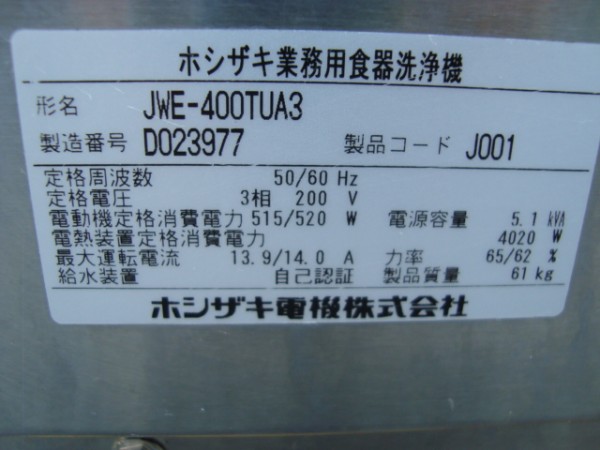 ホシザキ業務用食器洗浄機
形名 JWE-400TUA3
製造番号 D023977 製品コード J001
定格周波数 50/60 Hz
定格電圧 3相 200 V
電動機定格消費電力 515/520 W 電源容量 5.1 kVA
電熱装置定格消費電力 4020 W
最大運転電流 13.9/14.0 A 力率 65/62 %
給水装置 自己認証 製品質量 61 kg
ホシザキ電機株式会社